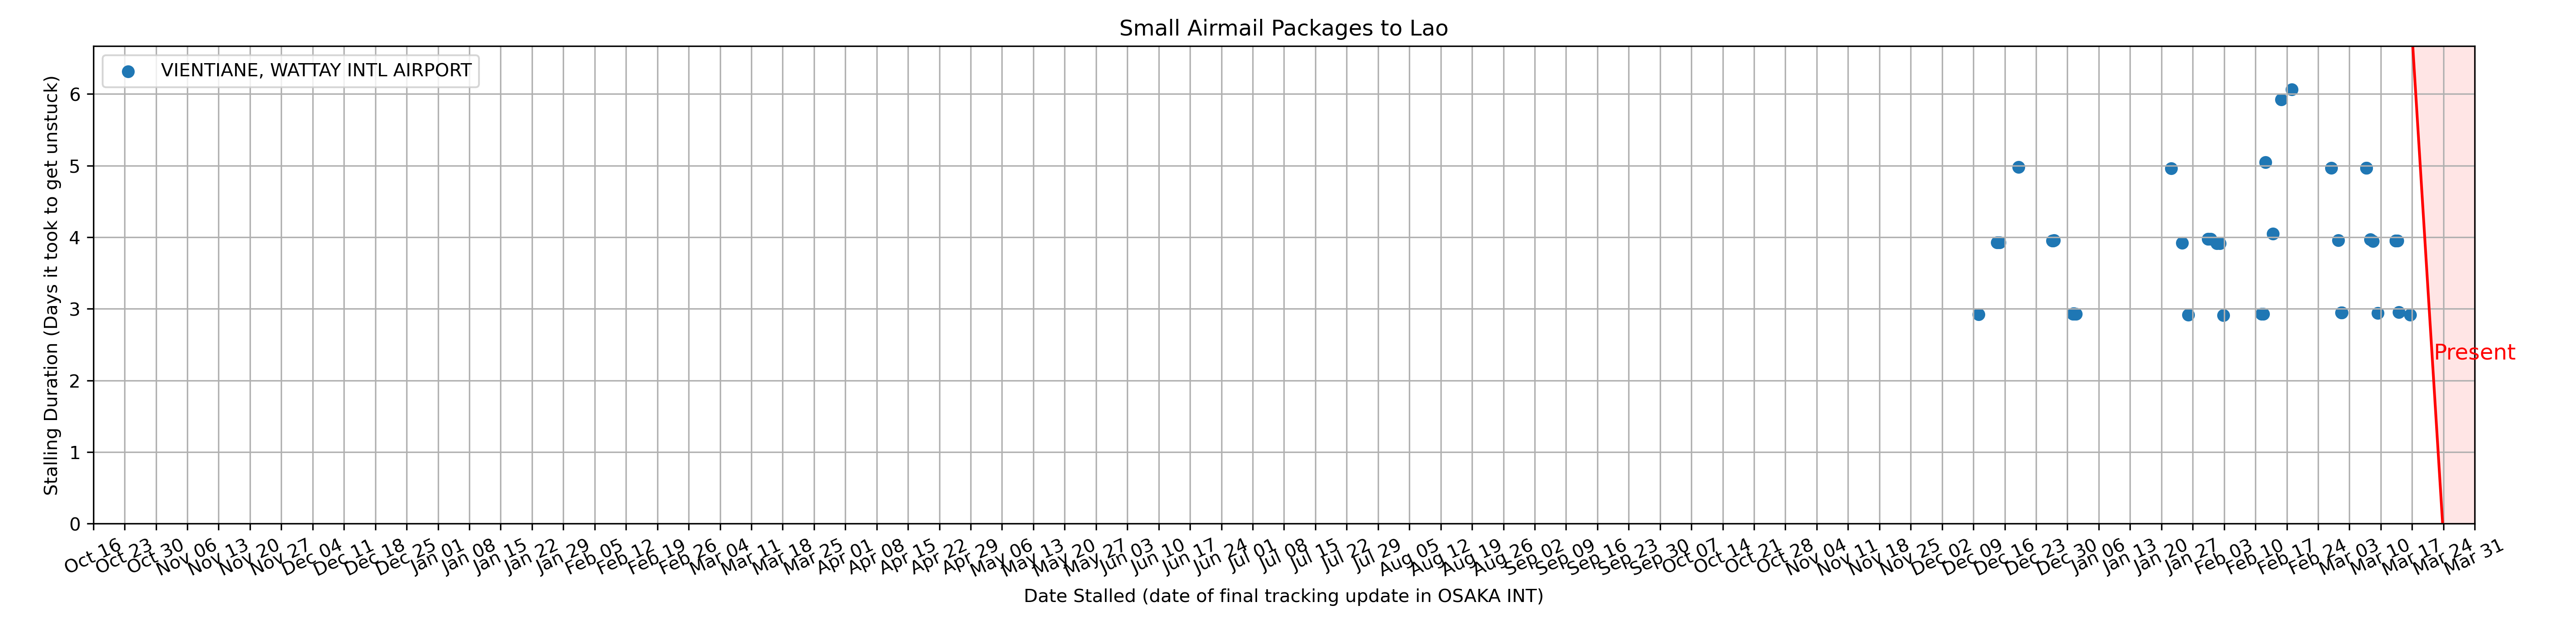 Small Airmail Packages to Lao
VIENTIANE, WATTAY INTL AIRPORT
Stalling Duration (Days it took to get unstuck)
6
5
4
3
2
1
0
Present
Oct 16 Oct 23 Oct 30 Nov 06 Nov 13 Nov 20 Nov 27 Dec 04 Dec 11 Dec 18 Dec 25 Jan 01 Jan 08 Jan 15 Jan 22 Jan 29 Feb 05 Feb 12 Feb 19 Feb 26 Mar 04 Mar 11 Mar 18 Mar 25 Apr 01 Apr 08 Apr 15 Apr 22 Apr 29 May 06 May 13 May 20 May 27 Jun 03 Jun 10 Jun 17 Jun 24 Jul 01 Jul 08 Jul 15 Jul 22 Jul 29 Aug 05 Aug 12 Aug 19 Aug 26 Sep 02 Sep 09 Sep 16 Sep 23 Sep 30 Oct 07 Oct 14 Oct 21 Oct 28 Nov 04 Nov 11 Nov 18 Nov 25 Dec 02 Dec 09 Dec 16 Dec 23 Dec 30 Jan 06 Jan 13 Jan 20 Jan 27 Feb 03 Feb 10 Feb 17 Feb 24 Mar 03 Mar 10 Mar 17 Mar 24 Mar 31
Date Stalled (date of final tracking update in OSAKA INT)